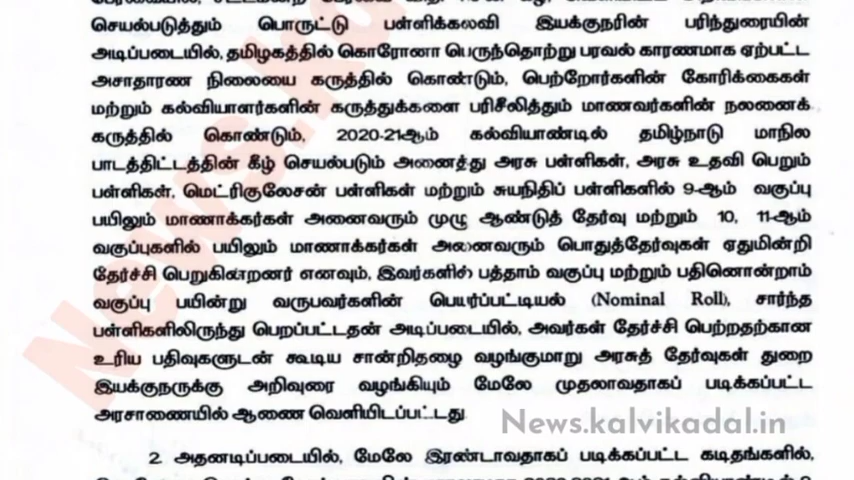 செயல்படுத்தும் பொருட்டு பள்ளிக்கல்வி இயக்குநரின் பரிந்துரையின்
அடிப்படையில், தமிழகத்தில் கொரோனா பெருந்தொற்று பரவல் காரணமாக ஏற்பட்ட
அசாதாரண நிலையை கருத்தில் கொண்டும், பெற்றோர்களின் கோரிக்கைகள்
மற்றும் கல்வியாளர்களின் கருத்துக்களை பரிசீலித்தும் மாணவர்களின் நலனைக்
கருத்தில் கொண்டும், 2020-21ஆம் கல்வியாண்டில் தமிழ்நாடு மாநில
பாடத்திட்டத்தின் கீழ் செயல்படும் அனைத்து அரசு பள்ளிகள், அரசு உதவி பெறும்
பள்ளிகள், மெட்ரிகுலேசன் பள்ளிகள் மற்றும் சுயநிதிப் பள்ளிகளில் 9-ஆம் வகுப்பு
பயிலும் மாணாக்கர்கள் அனைவரும் முழு ஆண்டுத் தேர்வு மற்றும் 10, 11-ஆம்
வகுப்புகளில் பயிலும் மாணாக்கர்கள் அனைவரும் பொதுத்தேர்வுகள் ஏதுமின்றி
தேர்ச்சி பெறுகின்றனர் எனவும், இவர்களில் பத்தாம் வகுப்பு மற்றும் பதினொன்றாம்
வகுப்பு பயின்று வருபவர்களின் பெயர்ப்பட்டியல் (Nominal Roll), சார்ந்த
பள்ளிகளிலிருந்து பெறப்பட்டதன் அடிப்படையில், அவர்கள் தேர்ச்சி பெற்றதற்கான
உரிய பதிவுகளுடன் கூடிய சான்றிதழை வழங்குமாறு அரசுத் தேர்வுகள் துறை
இயக்குநருக்கு அறிவுரை வழங்கியும் மேலே முதலாவதாகப் படிக்கப்பட்ட
அரசாணையில் ஆணை வெளியிடப்பட்டது.
News.kalvikadal.in
2. அதனடிப்படையில், மேலே இரண்டாவதாகப் படிக்கப்பட்ட கடிதங்களில்,